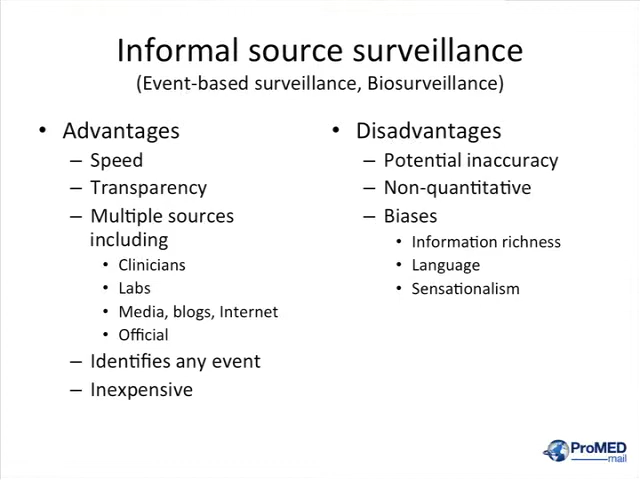 Informal source surveillance
(Event-based surveillance, Biosurveillance)
• Advantages
– Speed
– Transparency
– Multiple sources
including
• Clinicians
• Labs
• Media, blogs, Internet
• Official
– Identifies any event
– Inexpensive
• Disadvantages
– Potential inaccuracy
– Non-quantitative
– Biases
• Information richness
• Language
• Sensationalism
ProMED
mail